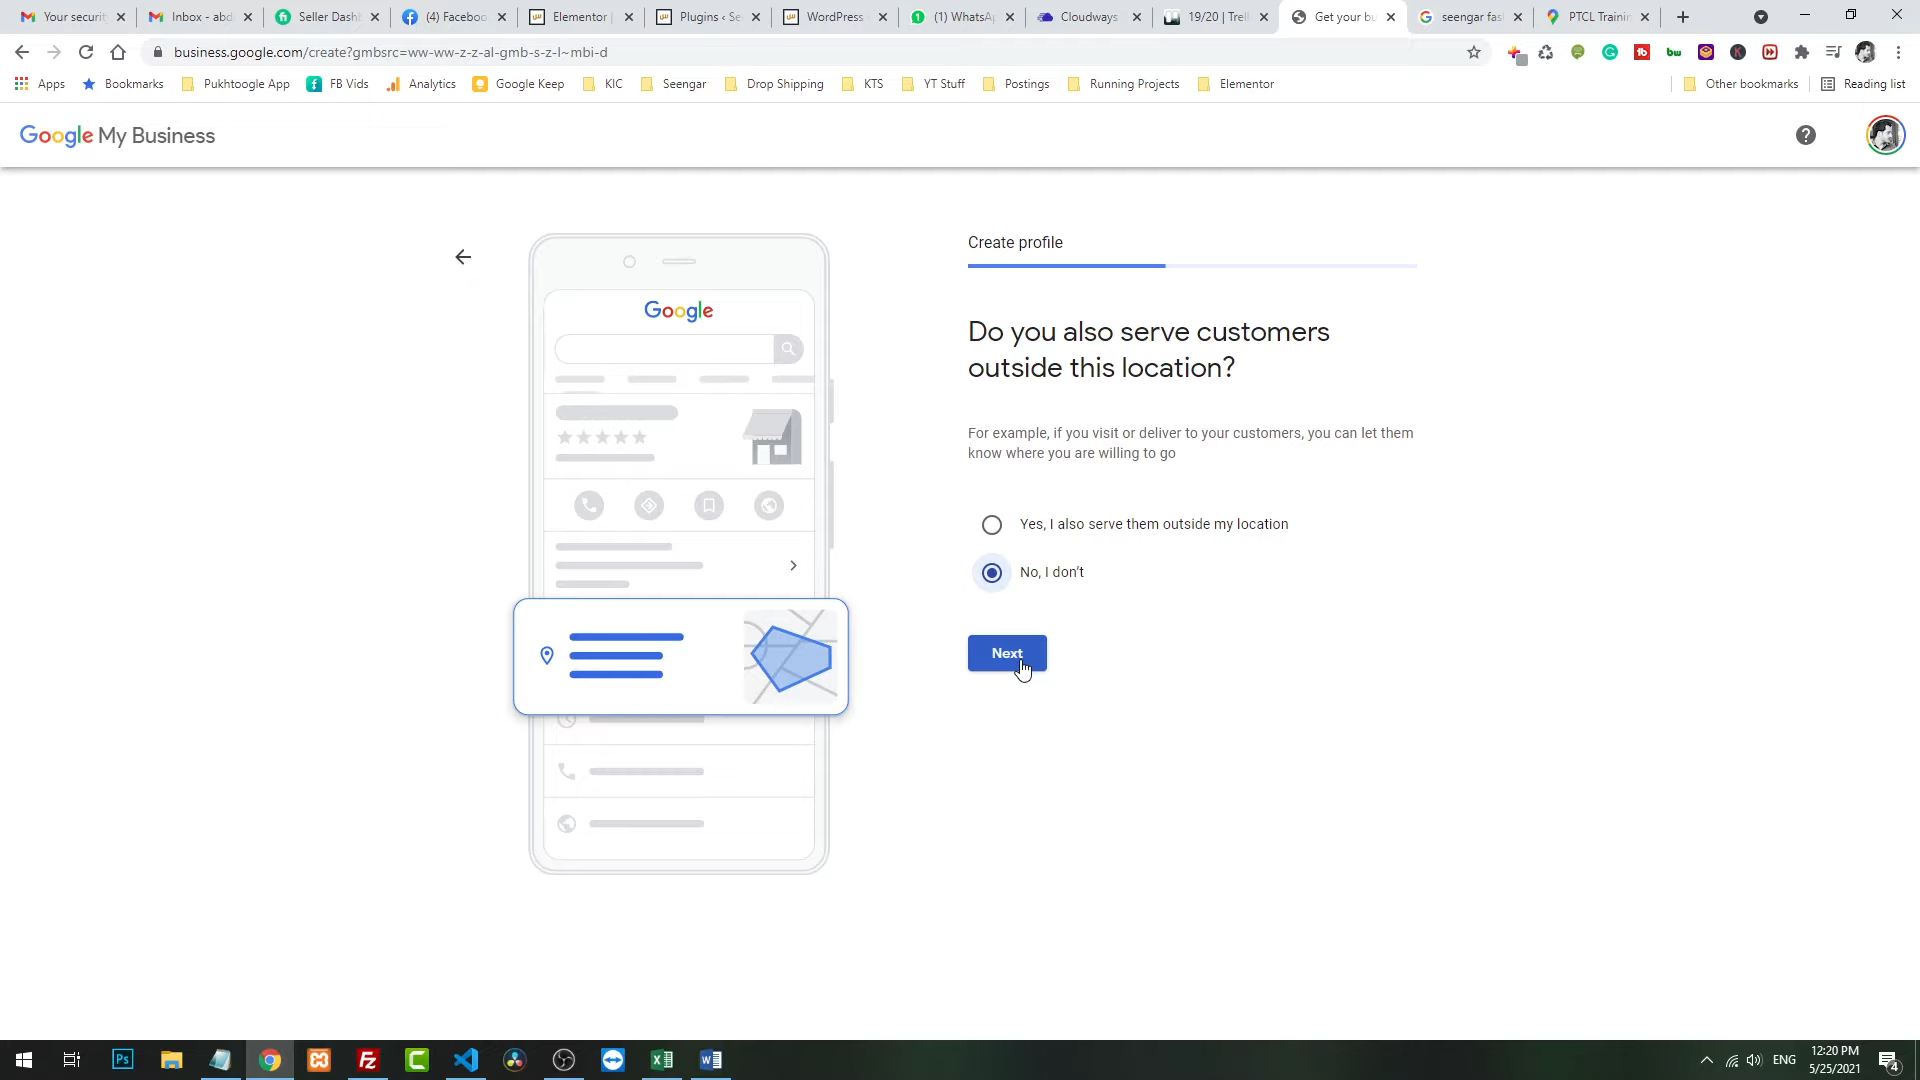 Your securit
Inbox - abd
Seller Dash
(4) Faceboo
Elementor
Plugins ‹ Se
WordPress
(1) WhatsAp
Cloudways
19/20 | Trell
Get your bu
seengar fas
PTCL Trainin
business.google.com/create?gmbsrc=ww-ww-z-z-al-gmb-s-z-l~mbi-d
Apps
Bookmarks
Pukhtoogle App
FB Vids
Analytics
Google Keep
KIC
Seengar
Drop Shipping
KTS
YT Stuff
Postings
Running Projects
Elementor
Other bookmarks
Reading list
Google My Business
Google
Create profile
Do you also serve customers
outside this location?
For example, if you visit or deliver to your customers, you can let them
know where you are willing to go
Yes, I also serve them outside my location
No, I don't
Next
ENG
12:20 PM
5/25/2021
4